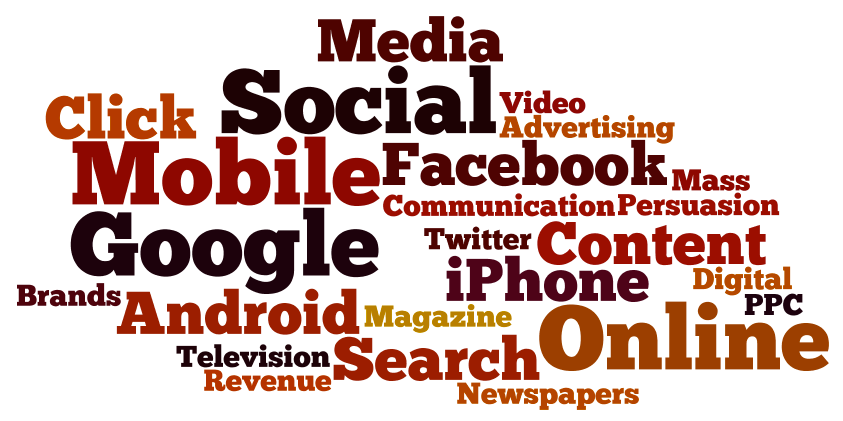 Media
Social
Video
Click
Advertising
Mobile
Facebook
Mass
Communication
Persuasion
Google
Twitter
Content
iPhone
Digital
Brands
PPC
Android
Magazine
Online
Television
Search
Revenue
Newspapers